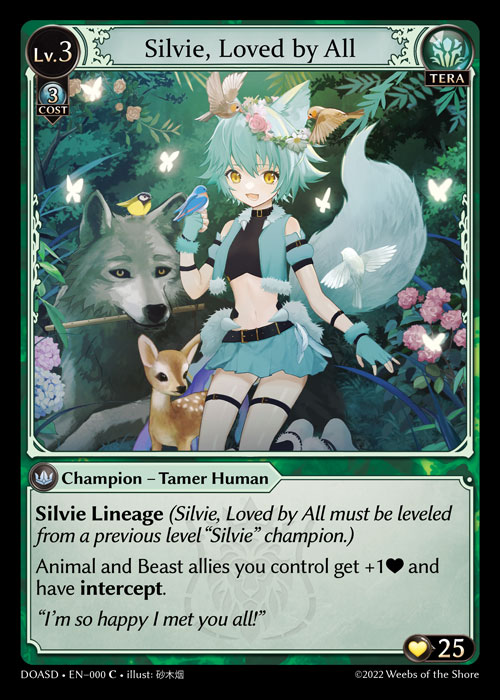 Lv.3
Silvie, Loved by All
TERA
3
COST
Champion – Tamer Human
Silvie Lineage (Silvie, Loved by All must be leveled
from a previous level “Silvie” champion.)
Animal and Beast allies you control get +1♥ and
have intercept.
“I’m so happy I met you all!”
25
DOASD • EN–000 C • illust: 砂木烟
©2022 Weebs of the Shore